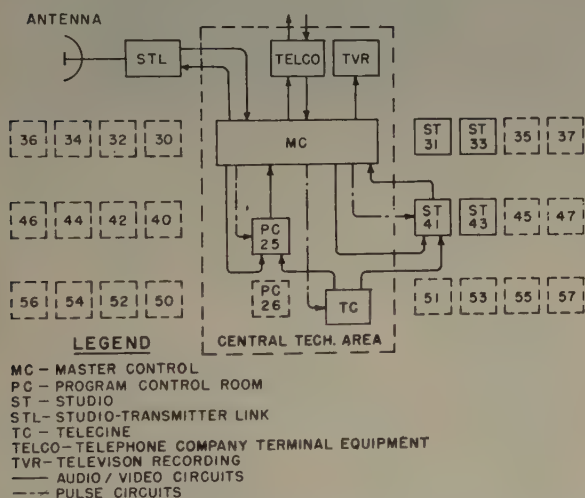 ANTENNA
STL
TELCO
TVR
MC
36 34 32 30
ST 31
ST 33
35 37
46 44 42 40
PC 25
ST 41
ST 43
45 47
56 54 52 50
PC 26
TC
51 53 55 57
LEGEND
CENTRAL TECH. AREA
MC - MASTER CONTROL
PC - PROGRAM CONTROL ROOM
ST - STUDIO
STL - STUDIO-TRANSMITTER LINK
TC - TELECINE
TELCO - TELEPHONE COMPANY TERMINAL EQUIPMENT
TVR - TELEVISON RECORDING
AUDIO / VIDEO CIRCUITS
PULSE CIRCUITS